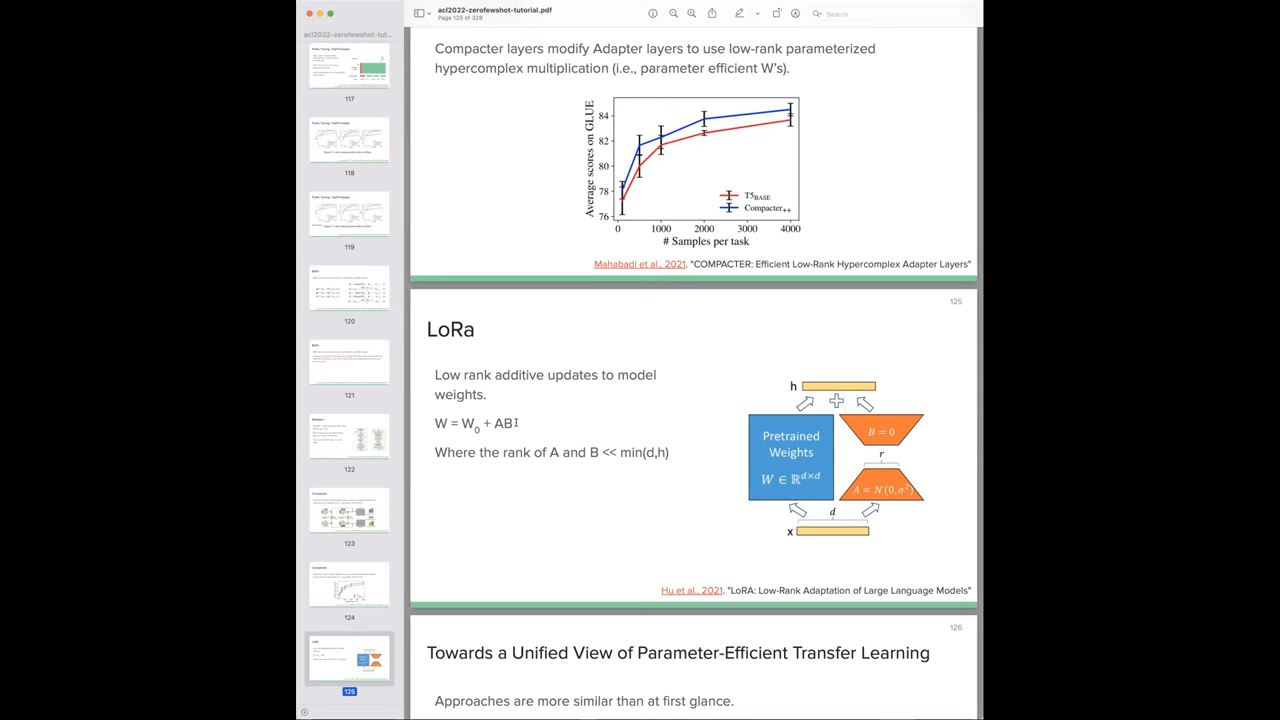 acl2022-zerofewshot-tutorial.pdf
Page 125 of 328
Search
acl2022-zerofewshot-tut...
117
118
119
120
121
122
123
124
125
Compacter layers modify Adapter layers to use low-rank parameterized
hypercomplex multiplication (i.e., parameter efficient)
Average scores on GLUE
84
82
80
78
76
T5BASE
Compacter++
0 1000 2000 3000 4000
# Samples per task
Mahabadi et al., 2021. "COMPACTER: Efficient Low-Rank Hypercomplex Adapter Layers"
125
LoRa
Low rank additive updates to model
weights.
W = W0 + AB
Where the rank of A and B << min(d,h)
h
Pretrained
Weights
W ∈ ℝ^{d×d}
B = 0
r
A = 𝒩(0, σ²)
d
x
Hu et al., 2021. "LoRA: Low-Rank Adaptation of Large Language Models"
126
Towards a Unified View of Parameter-Efficient Transfer Learning
Approaches are more similar than at first glance.